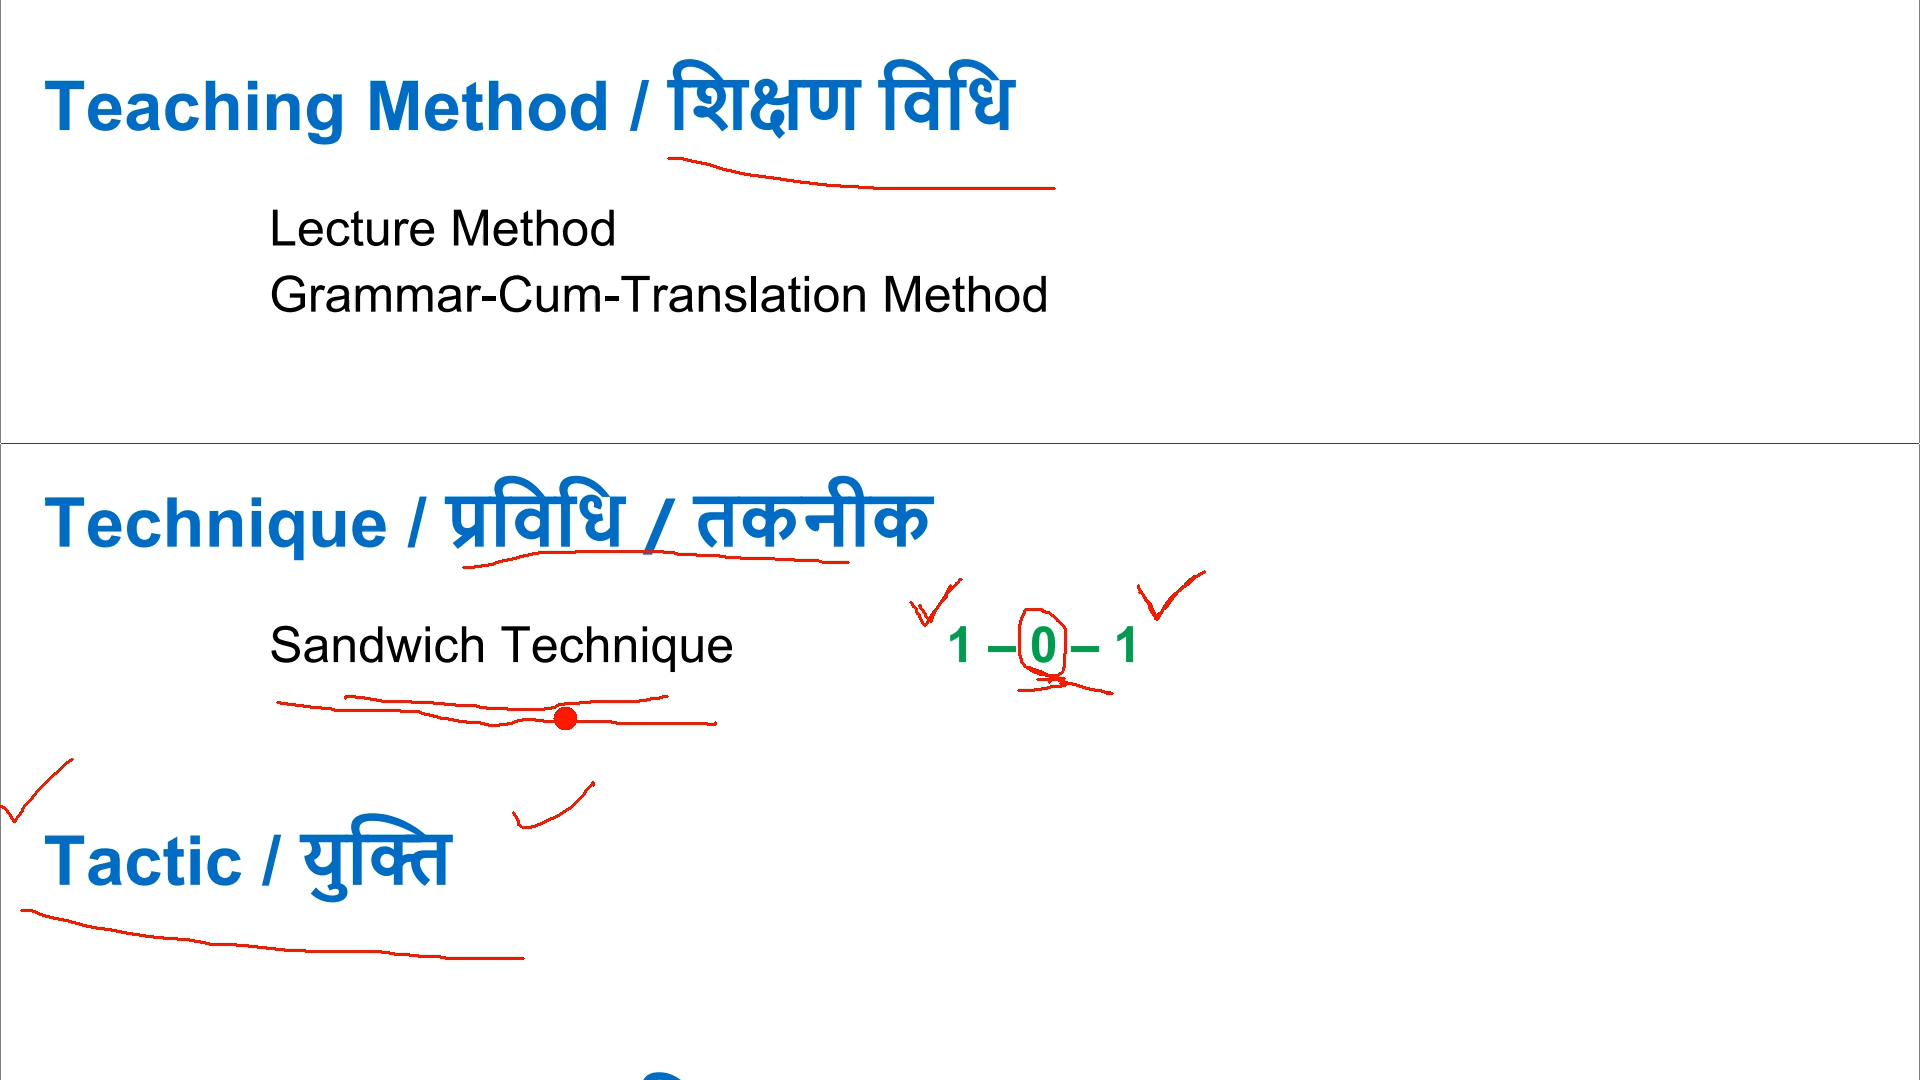 Teaching Method / शिक्षण विधि
Lecture Method
Grammar-Cum-Translation Method
Technique / प्रविधि / तकनीक
Sandwich Technique 1 – 0 – 1
Tactic / युक्ति